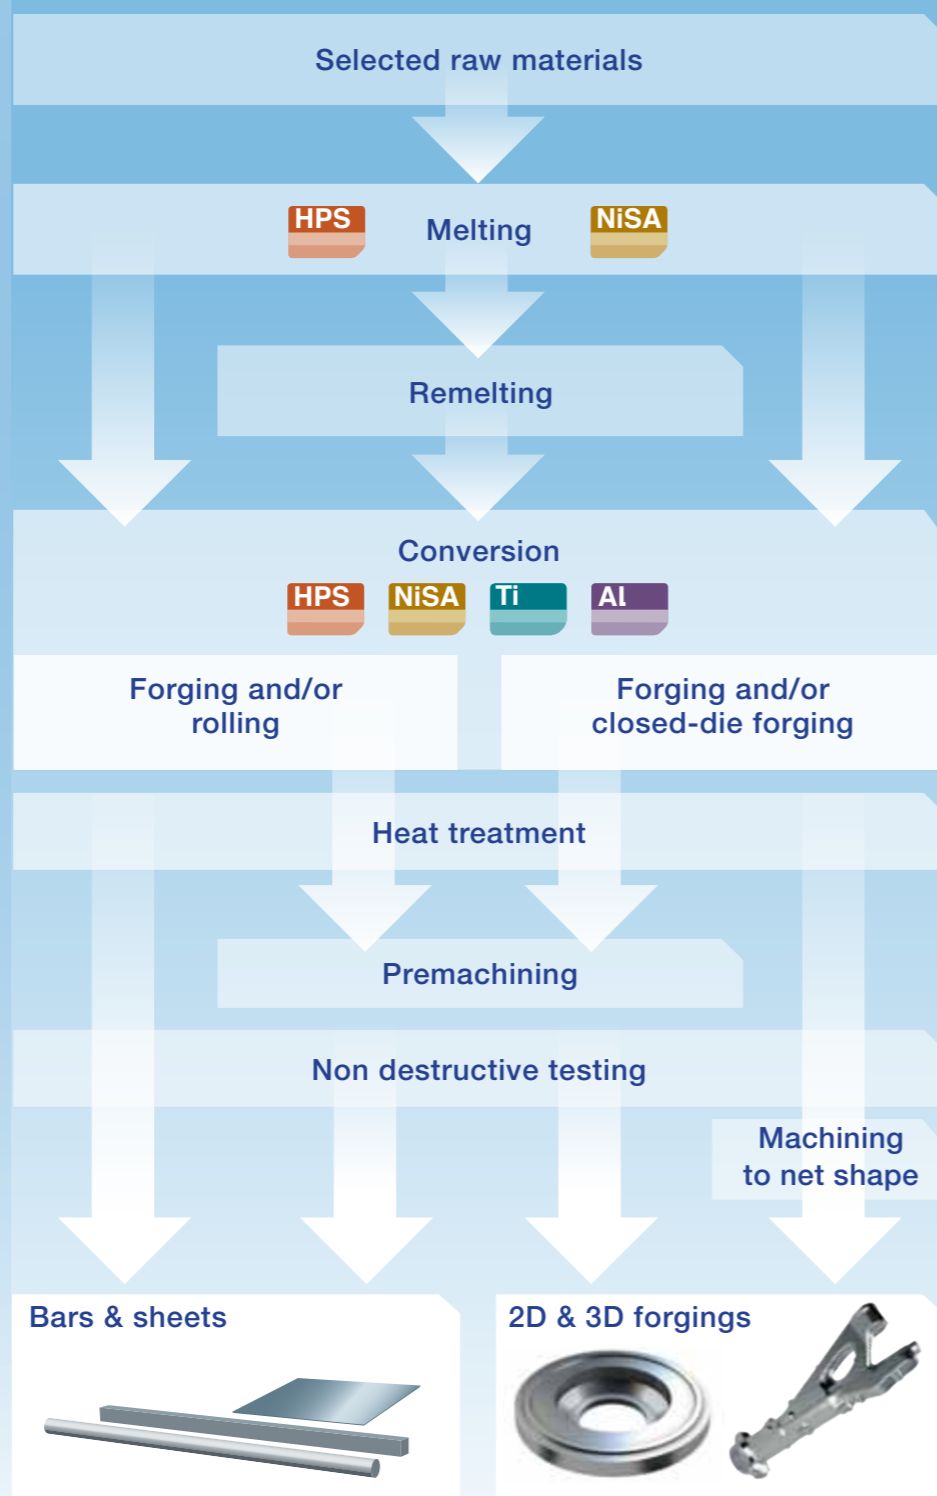 Selected raw materials
HPS
Melting
NiSA
Remelting
Conversion
HPS
NiSA
Ti
Al
Forging and/or
rolling
Forging and/or
closed-die forging
Heat treatment
Premachining
Non destructive testing
Machining
to net shape
Bars & sheets
2D & 3D forgings